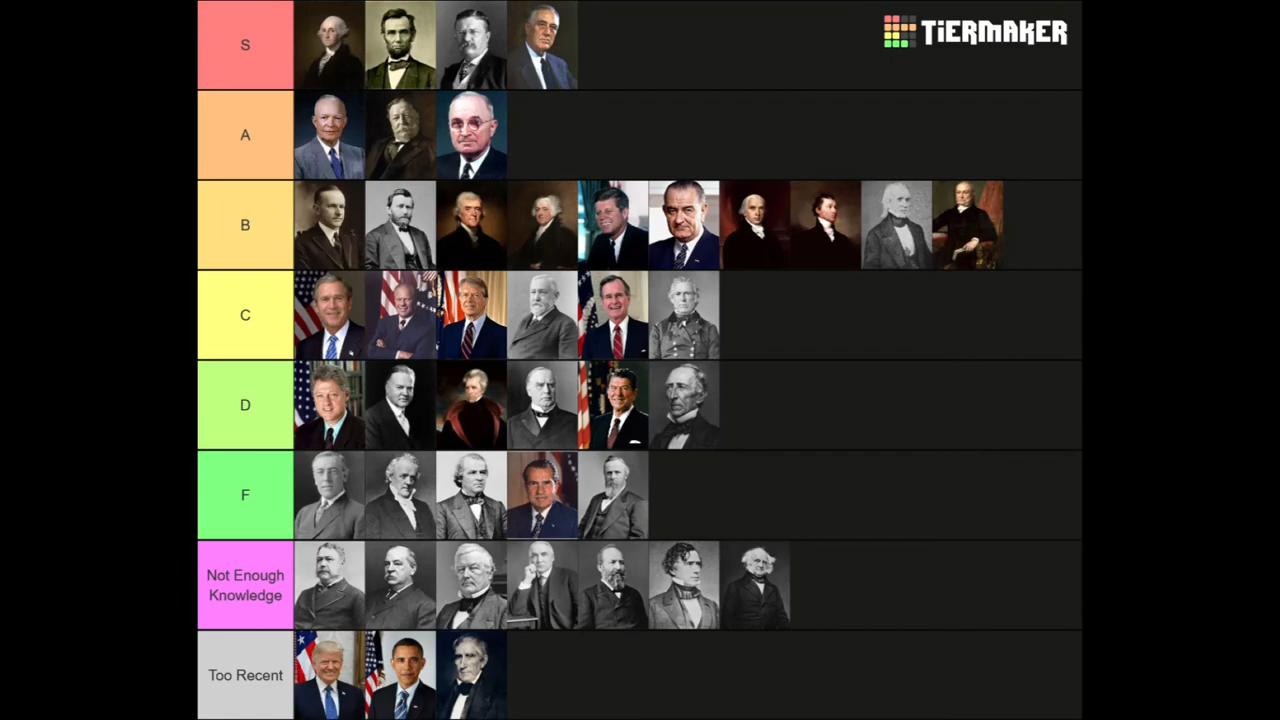 S
TIERMAKER
A
B
C
D
F
Not Enough
Knowledge
Too Recent